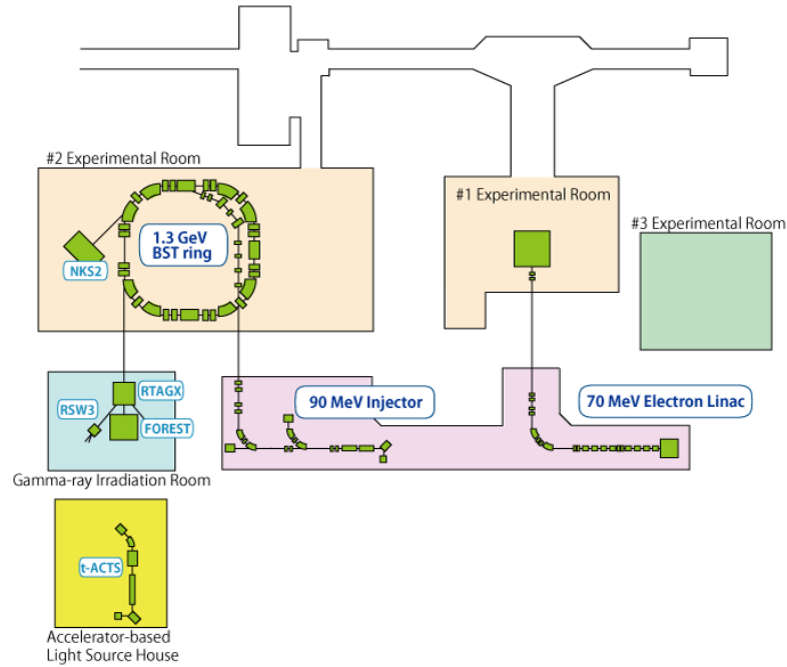 #2 Experimental Room
#1 Experimental Room
#3 Experimental Room
1.3 GeV
BST ring
NKS2
RTAGX
RSW3
FOREST
90 MeV Injector
70 MeV Electron Linac
Gamma-ray Irradiation Room
t-ACTS
Accelerator-based
Light Source House